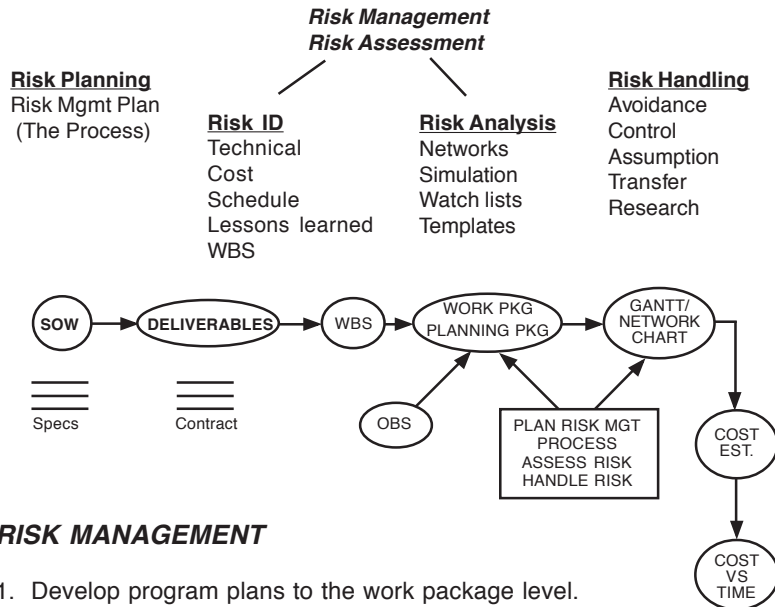 Risk Management
Risk Assessment
Risk Planning
Risk Mgmt Plan
(The Process)
Risk ID
Technical
Cost
Schedule
Lessons learned
WBS
Risk Analysis
Networks
Simulation
Watch lists
Templates
Risk Handling
Avoidance
Control
Assumption
Transfer
Research
SOW
DELIVERABLES
WBS
WORK PKG
PLANNING PKG
GANTT/
NETWORK
CHART
Specs
Contract
OBS
PLAN RISK MGT
PROCESS
ASSESS RISK
HANDLE RISK
COST
EST.
COST
VS
TIME
RISK MANAGEMENT
1. Develop program plans to the work package level.